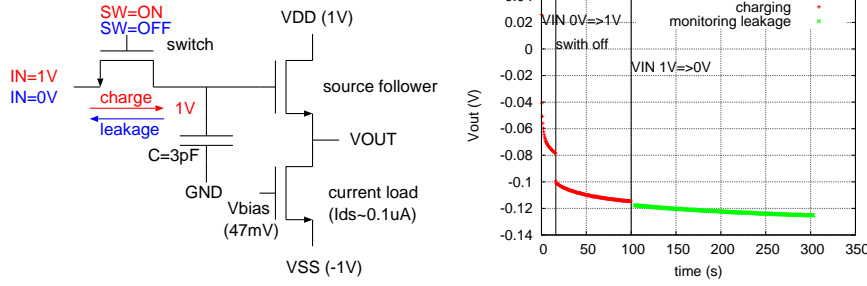 SW=ON
SW=OFF
switch
VDD (1V)
IN=1V
IN=0V
charge
1V
leakage
source follower
VOUT
C=3pF
GND
Vbias
(47mV)
current load
(Ids~0.1uA)
VSS (-1V)
charging
monitoring leakage
VIN 0V=>1V
swith off
VIN 1V=>0V
0.04
0.02
0
-0.02
-0.04
-0.06
-0.08
-0.1
-0.12
-0.14
Vout (V)
0 50 100 150 200 250 300 350
time (s)